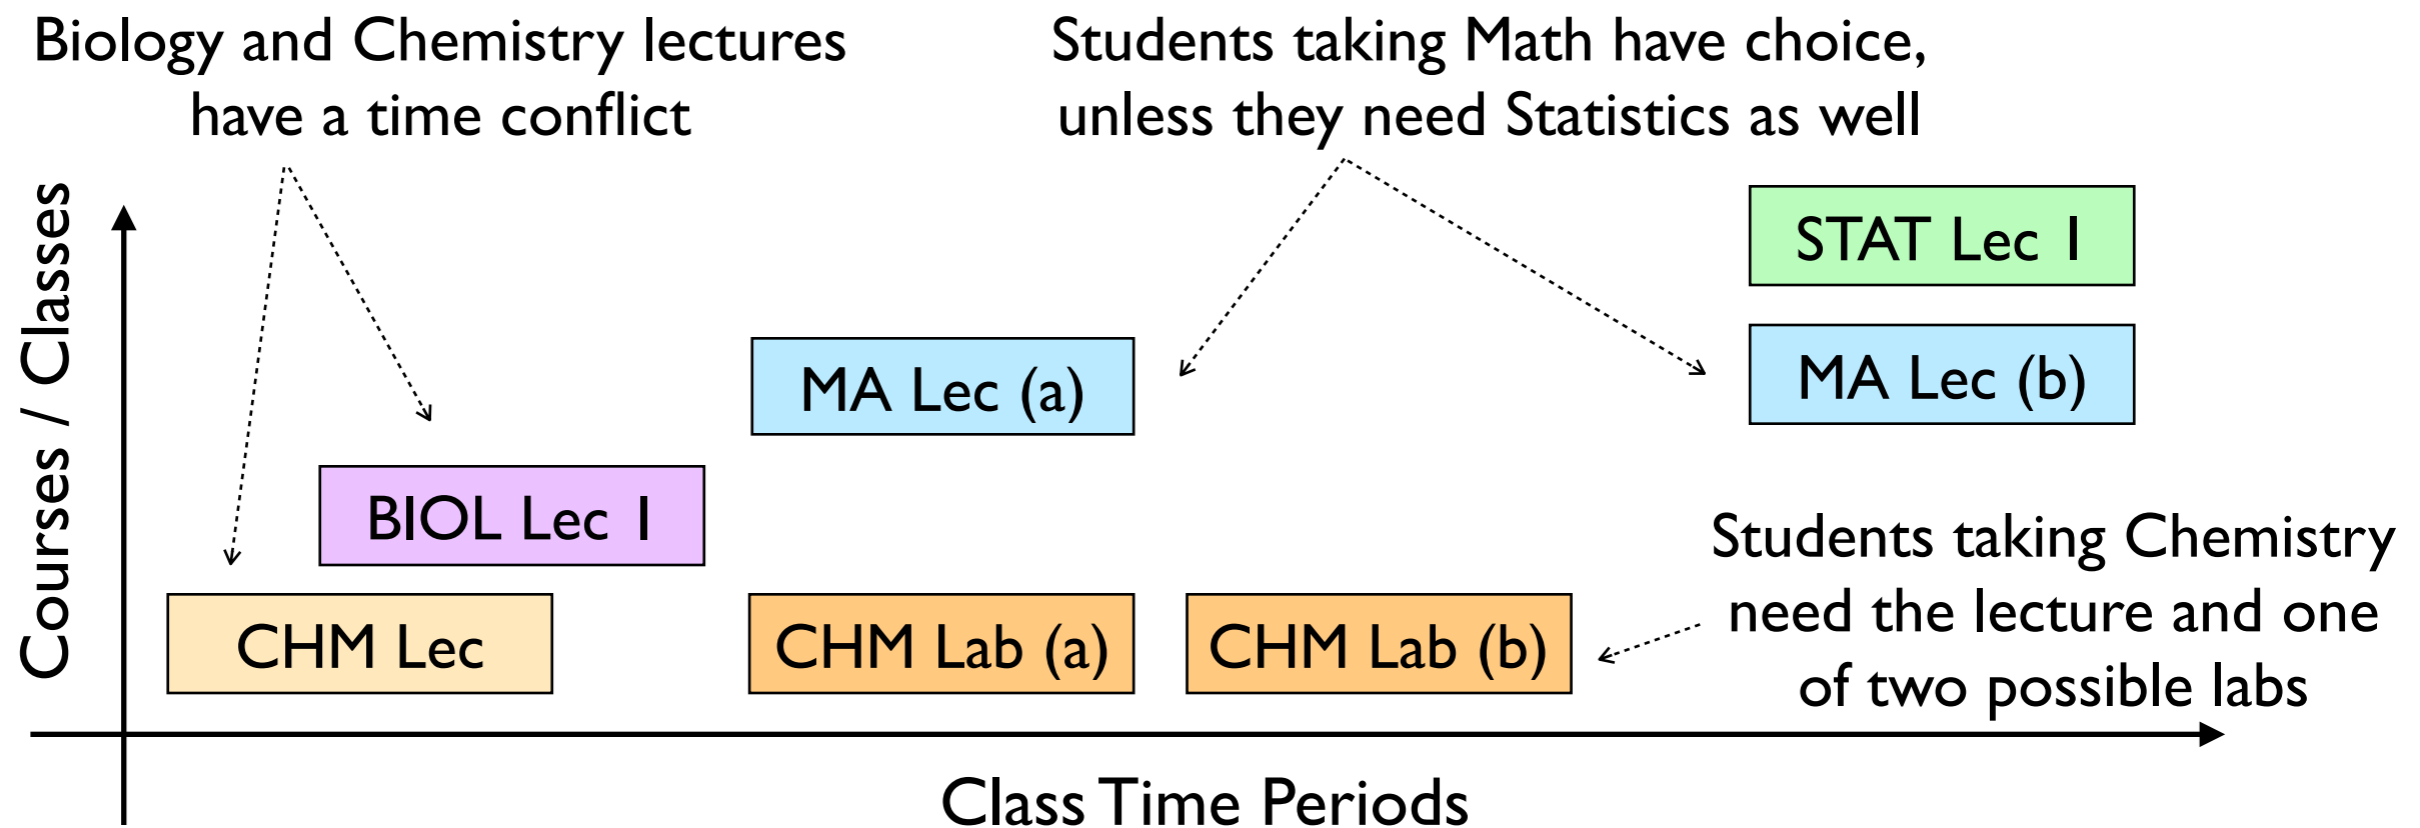 Biology and Chemistry lectures
have a time conflict
Students taking Math have choice,
unless they need Statistics as well
Courses / Classes
STAT Lec 1
MA Lec (a)
MA Lec (b)
BIOL Lec 1
CHM Lec
CHM Lab (a)
CHM Lab (b)
Students taking Chemistry
need the lecture and one
of two possible labs
Class Time Periods